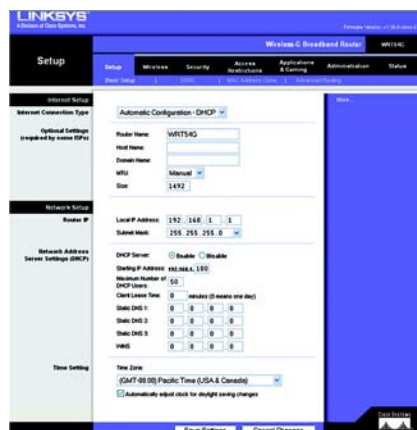 LINKSYS®
A Division of Cisco Systems, Inc.
Firmware Version:
Wireless-G Broadband Router WRT54G
Setup
Setup Wireless Security Access Restrictions Applications & Gaming Administration Status
Basic Setup | DDNS | MAC Address Clone | Advanced Routing
Internet Setup
Internet Connection Type
Automatic Configuration - DHCP
More...
Optional Settings
(required by some ISPs)
Router Name: WRT54G
Host Name:
Domain Name:
MTU: Manual
Size: 1492
Network Setup
Router IP
Local IP Address: 192 . 168 . 1 . 1
Subnet Mask: 255.255.255.0
Network Address
Server Settings (DHCP)
DHCP Server: Enable Disable
Starting IP Address: 192.168.1. 100
Maximum Number of
DHCP Users: 50
Client Lease Time: 0 minutes (0 means one day)
Static DNS 1: 0 . 0 . 0 . 0
Static DNS 2: 0 . 0 . 0 . 0
Static DNS 3: 0 . 0 . 0 . 0
WINS: 0 . 0 . 0 . 0
Time Setting
Time Zone:
(GMT-08:00) Pacific Time (USA & Canada)
Automatically adjust clock for daylight saving changes
Save Settings Cancel Changes
Cisco Systems